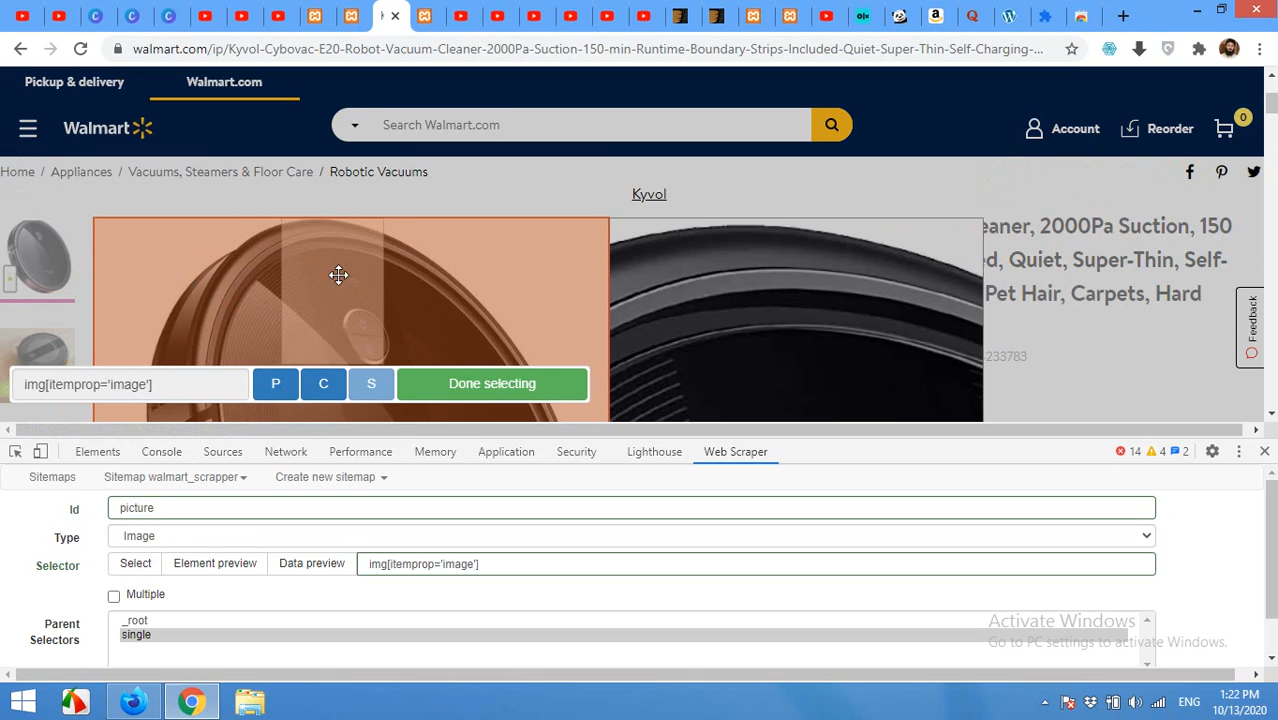 walmart.com/ip/Kyvol-Cybovac-E20-Robot-Vacuum-Cleaner-2000Pa-Suction-150-min-Runtime-Boundary-Strips-Included-Quiet-Super-Thin-Self-Charging-...
Pickup & delivery Walmart.com
Walmart Search Walmart.com Account Reorder 0
Home / Appliances / Vacuums, Steamers & Floor Care / Robotic Vacuums
Kyvol
eaner, 2000Pa Suction, 150
ed, Quiet, Super-Thin, Self-
Pet Hair, Carpets, Hard
Feedback
233783
img[itemprop='image'] P C S Done selecting
Elements Console Sources Network Performance Memory Application Security Lighthouse Web Scraper 14 4 2
Sitemaps Sitemap walmart_scrapper Create new sitemap
Id picture
Type Image
Selector Select Element preview Data preview img[itemprop='image']
Multiple
Parent Selectors _root
single
Activate Windows
Go to PC settings to activate Windows.
ENG 1:22 PM
10/13/2020